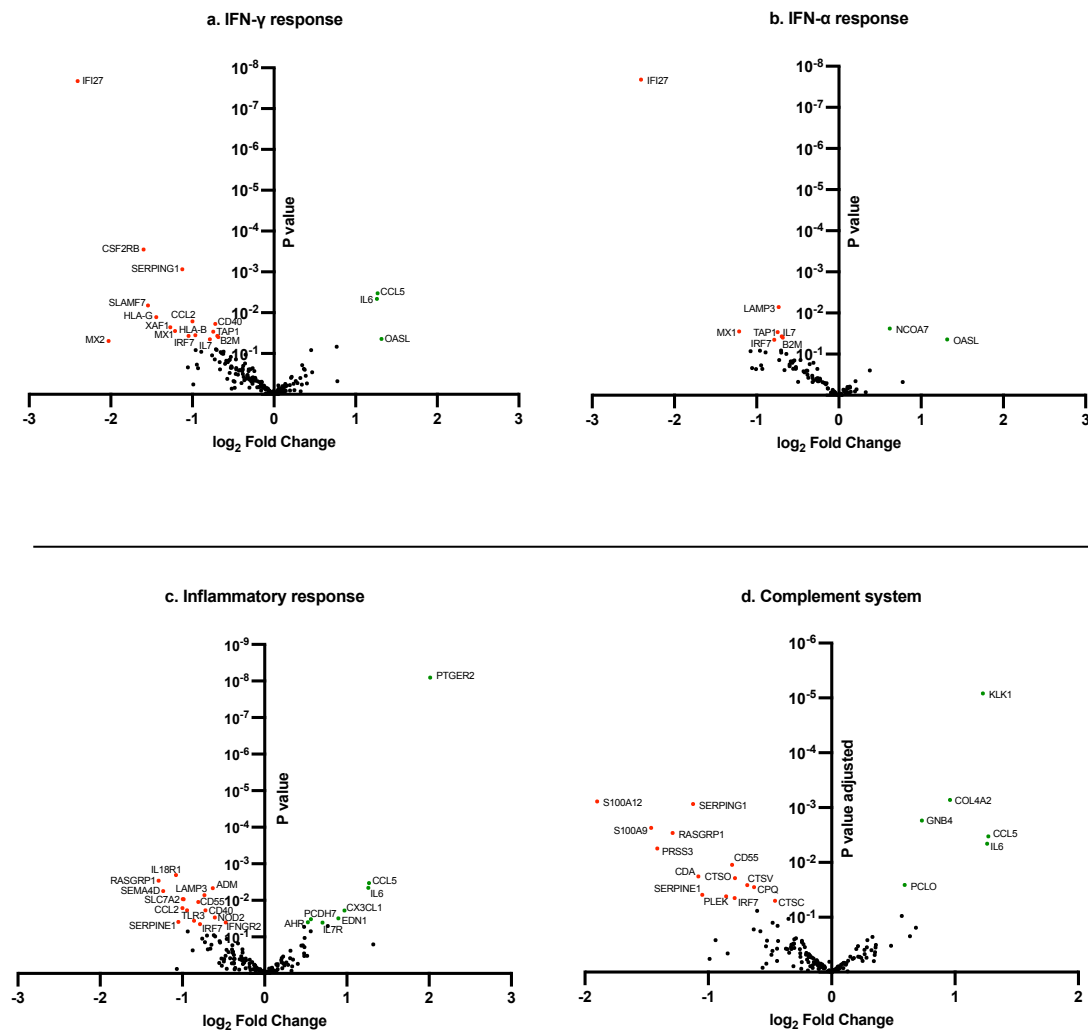 a. IFN-γ response
10-8
10-7
10-6
10-5
10-4
10-3
10-2
10-1
P value
IFI27
CSF2RB
SERPING1
SLAMF7
HLA-G
CCL2
XAF1
MX1
HLA-B
CD40
TAP1
IRF7
IL7
B2M
MX2
CCL5
IL6
OASL
-3 -2 -1 0 1 2 3
log2 Fold Change
b. IFN-α response
10-8
10-7
10-6
10-5
10-4
10-3
10-2
10-1
P value
IFI27
LAMP3
MX1
TAP1
IL7
IRF7
B2M
NCOA7
OASL
-3 -2 -1 0 1 2 3
log2 Fold Change
c. Inflammatory response
10-9
10-8
10-7
10-6
10-5
10-4
10-3
10-2
10-1
P value
PTGER2
IL18R1
RASGRP1
SEMA4D
LAMP3
ADM
SLC7A2
CD55
CCL2
CD40
TLR3
NOD2
SERPINE1
IRF7
IFNGR2
CCL5
IL6
CX3CL1
PCDH7
EDN1
AHR
IL7R
-3 -2 -1 0 1 2 3
log2 Fold Change
d. Complement system
10-6
10-5
10-4
10-3
10-2
10-1
P value adjusted
KLK1
S100A12
SERPING1
COL4A2
GNB4
S100A9
RASGRP1
CCL5
IL6
PRSS3
CD55
CDA
CTSO
CTSV
PCLO
SERPINE1
CPQ
PLEK
IRF7
CTSC
-2 -1 0 1 2
log2 Fold Change